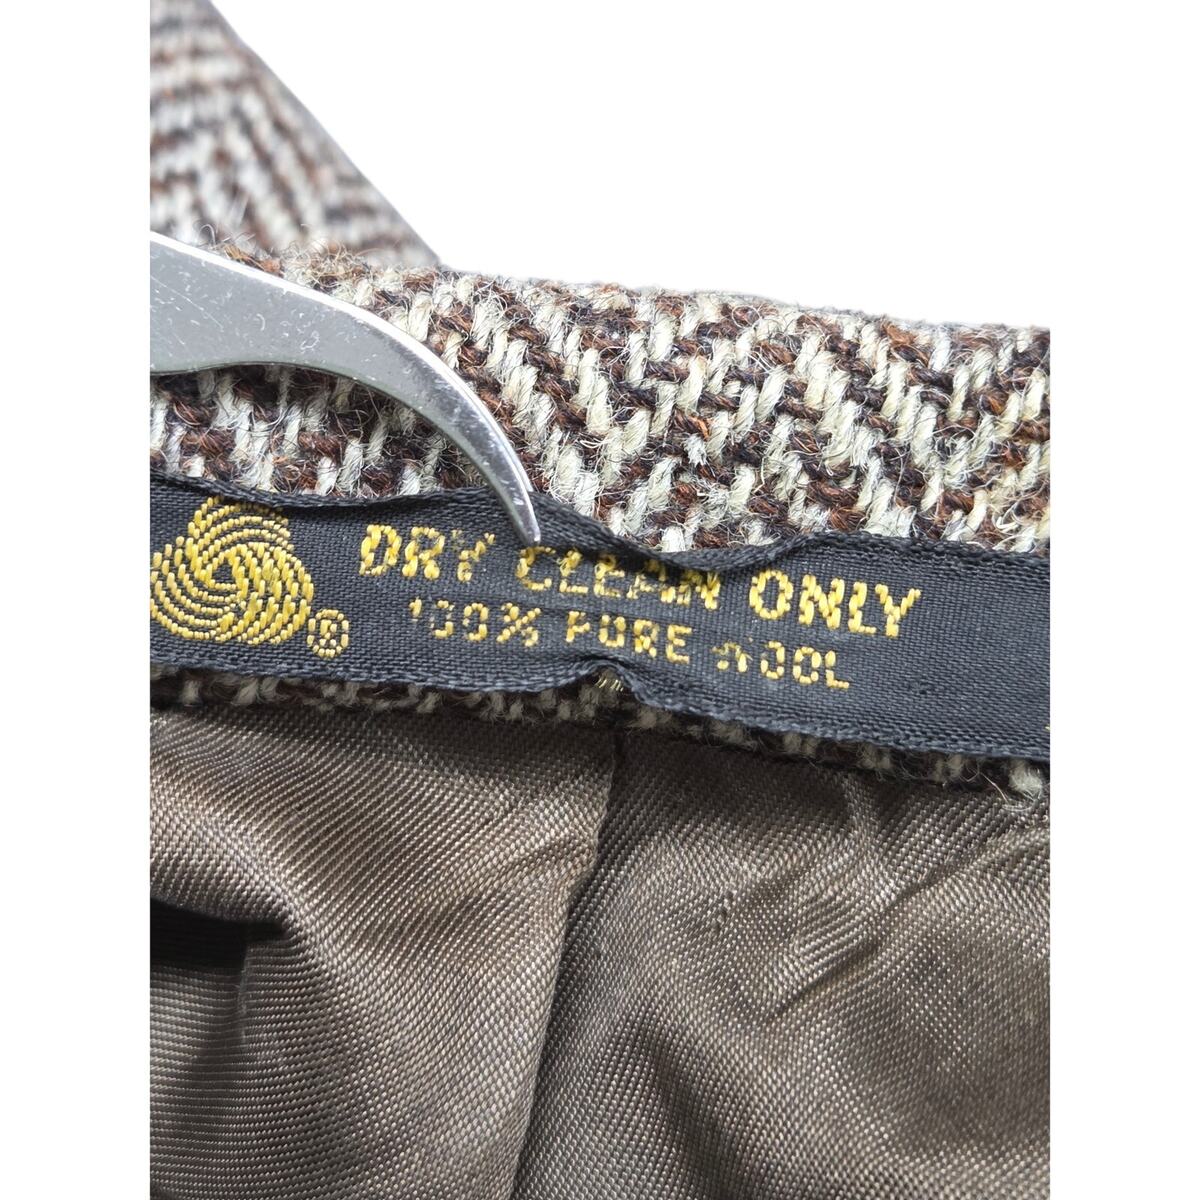 DRY CLEAN ONLY
100% PURE WOOL
®